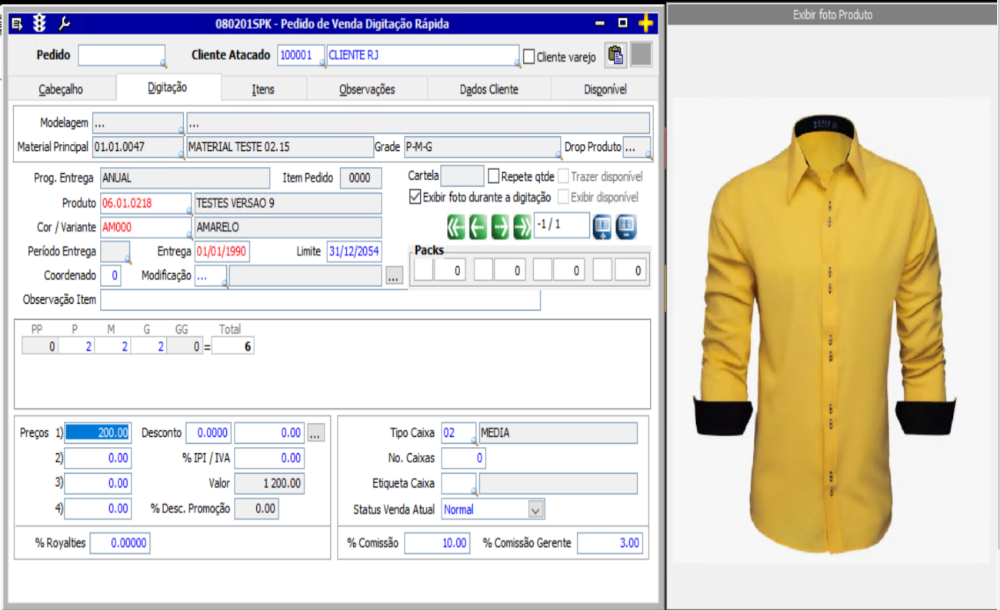 080201SPK - Pedido de Venda Digitação Rápida
Exibir foto Produto
Pedido Cliente Atacado 100001 CLIENTE RJ Cliente varejo
Cabeçalho Digitação Itens Observações Dados Cliente Disponível
Modelagem ... ...
Material Principal 01.01.0047 MATERIAL TESTE 02.15 Grade P-M-G Drop Produto ...
Prog. Entrega ANUAL Item Pedido 0000 Cartela Repete qtde Trazer disponível
Exibir foto durante a digitação Exibir disponível
Produto 06.01.0218 TESTES VERSAO 9
Cor / Variante AM000 AMARELO -1 / 1
Período Entrega Entrega 01/01/1990 Limite 31/12/2054
Packs
0 0 0 0
Coordenado 0 Modificação ... ...
Observação Item
PP P M G GG Total
0 2 2 2 0 = 6
Preços 1) 200.00 Desconto 0.0000 0.00 ...
2) 0.00 % IPI / IVA 0.00
3) 0.00 Valor 1 200.00
4) 0.00 % Desc. Promoção 0.00
% Royalties 0.00000
Tipo Caixa 02 MEDIA
No. Caixas 0
Etiqueta Caixa
Status Venda Atual Normal
% Comissão 10.00 % Comissão Gerente 3.00